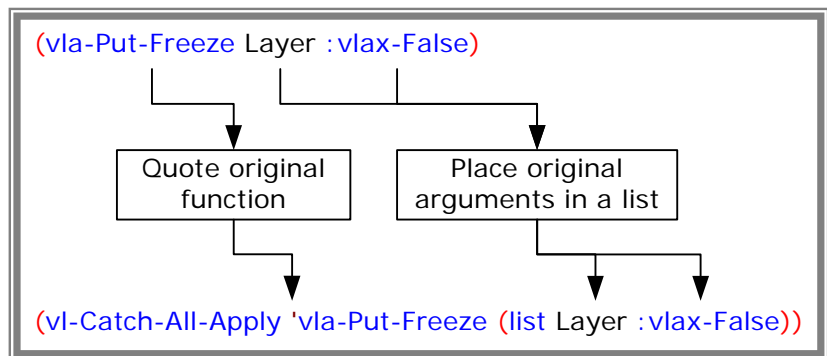 (vla-Put-Freeze Layer :vlax-False)
Quote original
function
Place original
arguments in a list
(vl-Catch-All-Apply 'vla-Put-Freeze (list Layer :vlax-False))